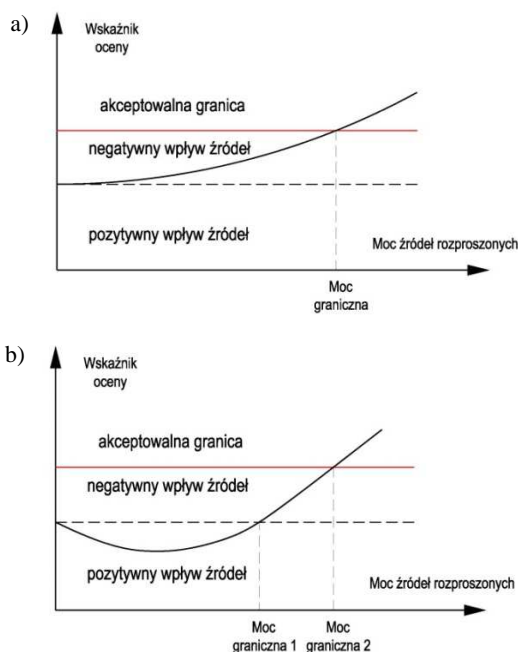 a)
Wskaźnik
oceny
akceptowalna granica
negatywny wpływ źródeł
pozytywny wpływ źródeł
Moc źródeł rozproszonych
Moc
graniczna
b)
Wskaźnik
oceny
akceptowalna granica
negatywny wpływ źródeł
pozytywny wpływ źródeł
Moc źródeł rozproszonych
Moc
graniczna 1
Moc
graniczna 2